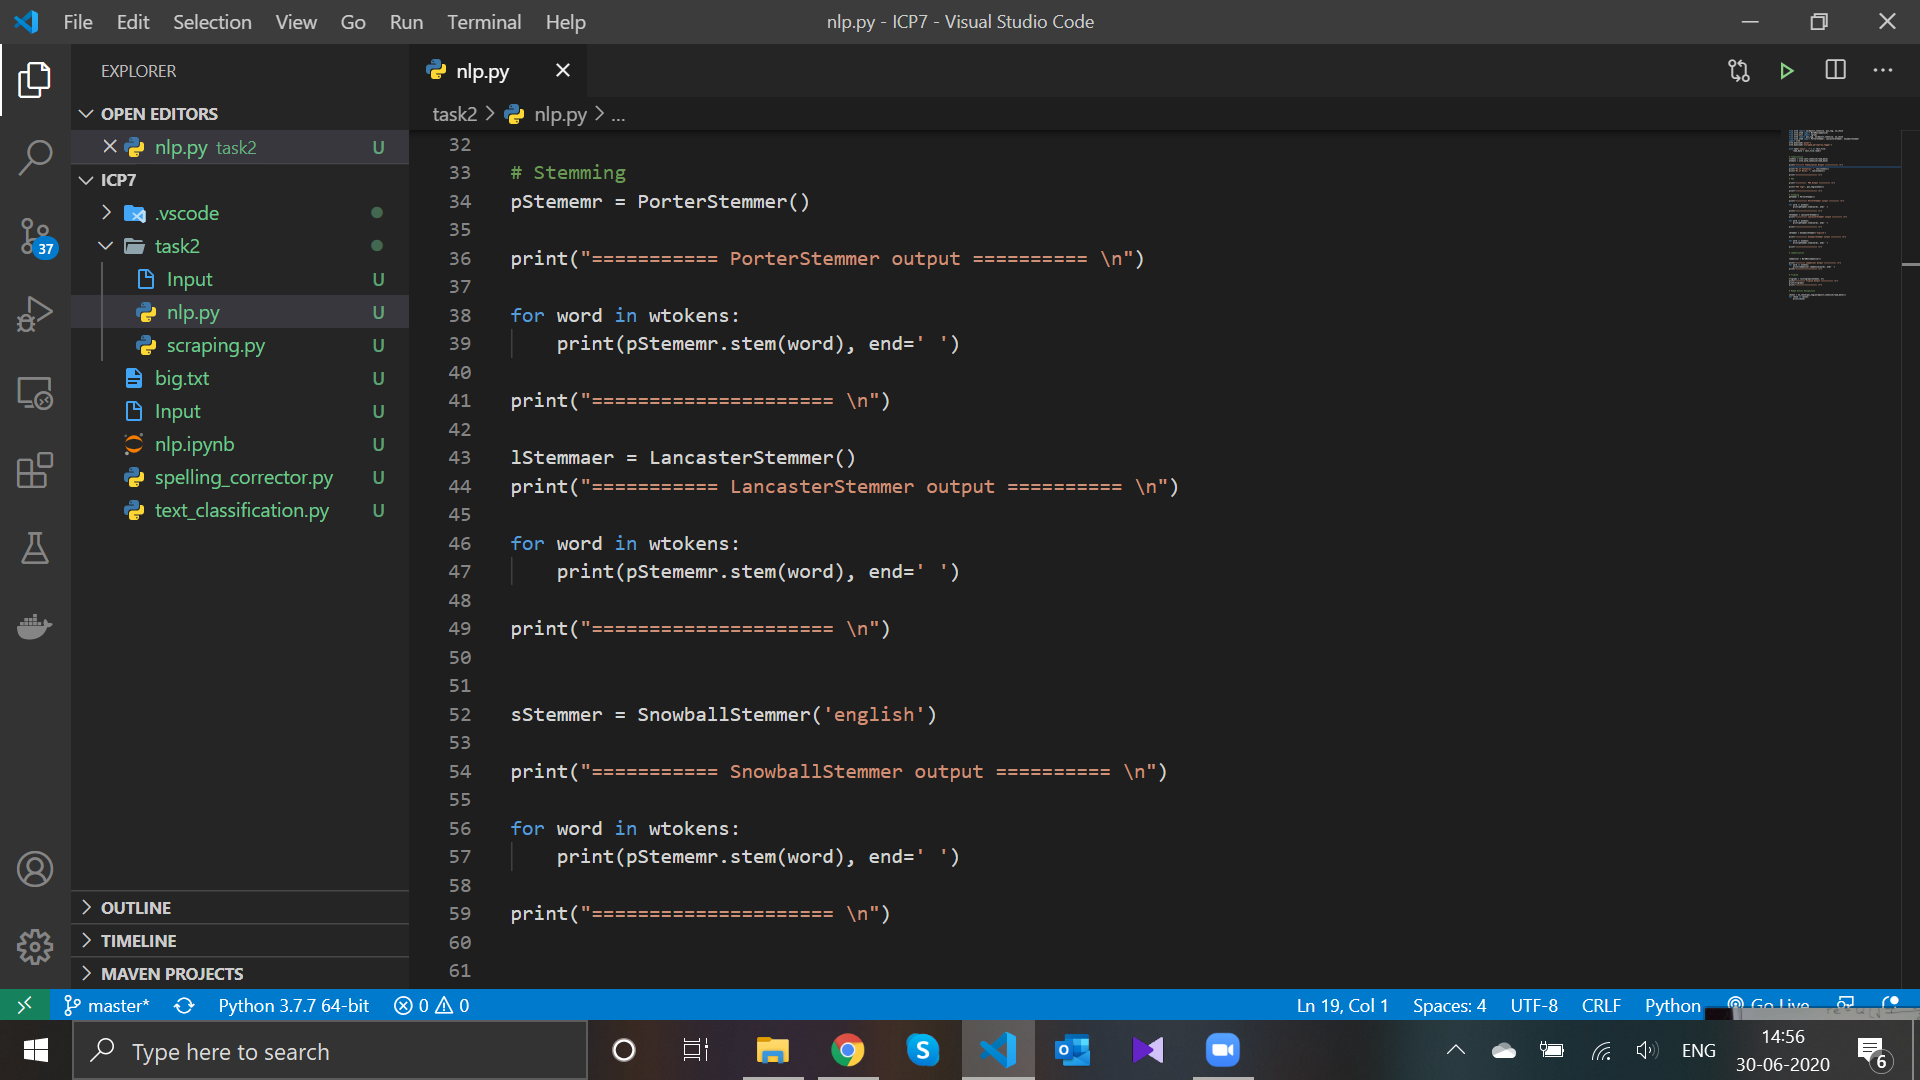 File Edit Selection View Go Run Terminal Help
nlp.py - ICP7 - Visual Studio Code
EXPLORER
OPEN EDITORS
nlp.py task2 U
ICP7
.vscode
task2
Input U
nlp.py U
scraping.py U
big.txt U
Input U
nlp.ipynb U
spelling_corrector.py U
text_classification.py U
OUTLINE
TIMELINE
MAVEN PROJECTS
37
nlp.py
task2 > nlp.py > ...
32
33 # Stemming
34 pStememr = PorterStemmer()
35
36 print("=========== PorterStemmer output ========== \n")
37
38 for word in wtokens:
39 print(pStememr.stem(word), end=' ')
40
41 print("===================== \n")
42
43 lStemmaer = LancasterStemmer()
44 print("=========== LancasterStemmer output ========== \n")
45
46 for word in wtokens:
47 print(pStememr.stem(word), end=' ')
48
49 print("===================== \n")
50
51
52 sStemmer = SnowballStemmer('english')
53
54 print("=========== SnowballStemmer output ========== \n")
55
56 for word in wtokens:
57 print(pStememr.stem(word), end=' ')
58
59 print("===================== \n")
60
61
master* Python 3.7.7 64-bit 0 0 Ln 19, Col 1 Spaces: 4 UTF-8 CRLF Python Go Live
Type here to search
ENG
14:56
30-06-2020
6